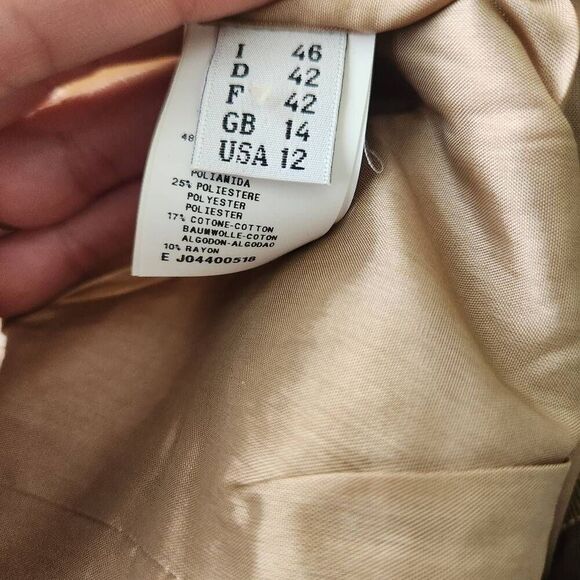 I 46
D 42
F 42
GB 14
USA 12
48
POLIAMIDA
25% POLIESTERE
POLYESTER
POLIESTER
17% COTONE-COTTON
BAUMWOLLE-COTON
ALGODON-ALGODAO
10% RAYON
E J04400518